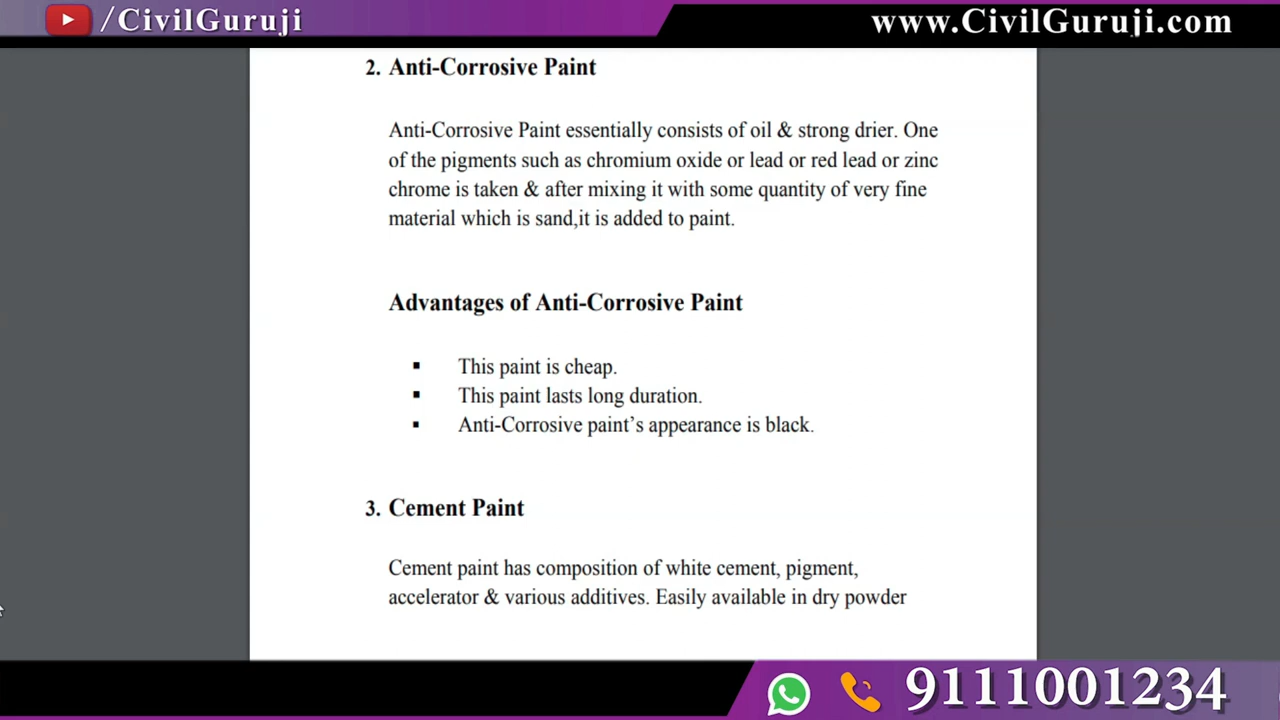 /CivilGuruji
www.CivilGuruji.com
2. Anti-Corrosive Paint
Anti-Corrosive Paint essentially consists of oil & strong drier. One
of the pigments such as chromium oxide or lead or red lead or zinc
chrome is taken & after mixing it with some quantity of very fine
material which is sand,it is added to paint.
Advantages of Anti-Corrosive Paint
▪ This paint is cheap.
▪ This paint lasts long duration.
▪ Anti-Corrosive paint’s appearance is black.
3. Cement Paint
Cement paint has composition of white cement, pigment,
accelerator & various additives. Easily available in dry powder
9111001234